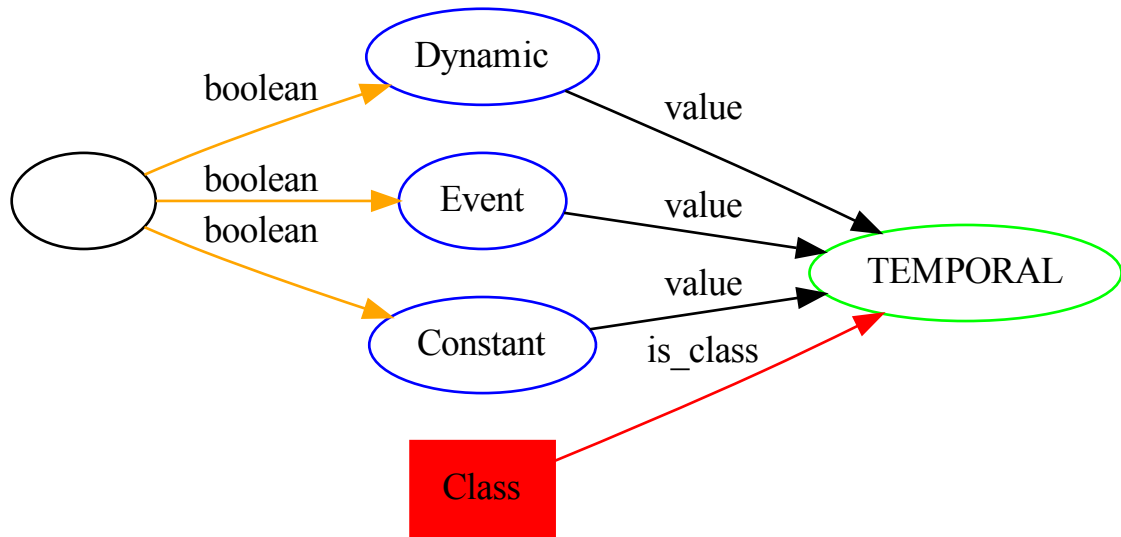 Dynamic
boolean
value
boolean
Event
value
boolean
TEMPORAL
value
Constant
is_class
Class